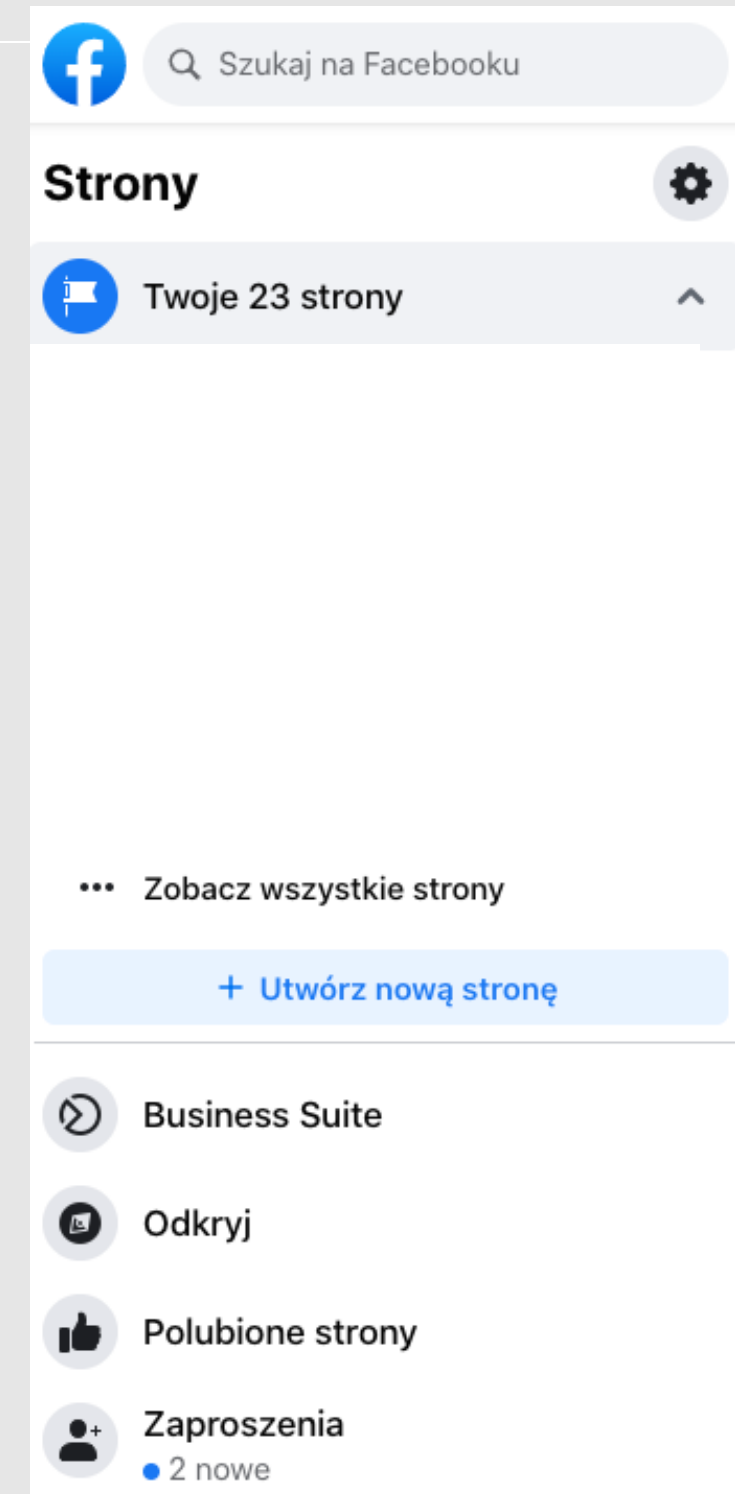 Szukaj na Facebooku
Strony
Twoje 23 strony
Zobacz wszystkie strony
+ Utwórz nową stronę
Business Suite
Odkryj
Polubione strony
Zaproszenia
2 nowe